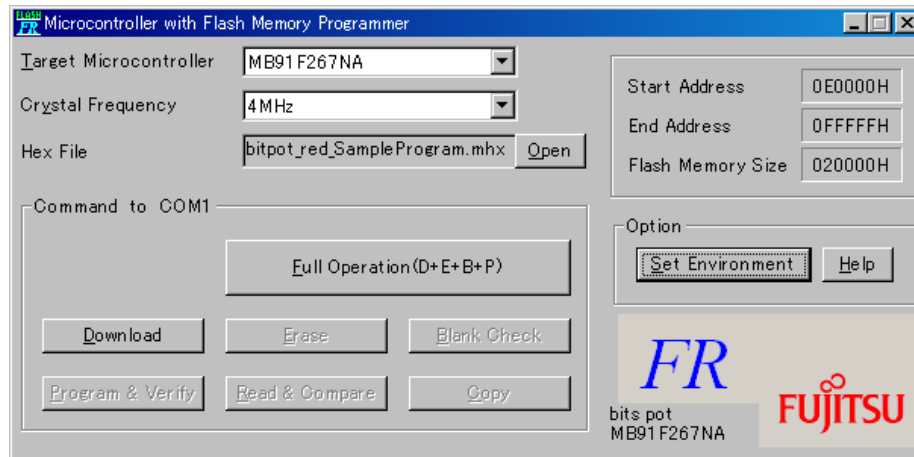 FLASH FR Microcontroller with Flash Memory Programmer
Target Microcontroller MB91F267NA
Crystal Frequency 4MHz
Hex File bitpot_red_SampleProgram.mhx Open
Start Address 0E0000H
End Address 0FFFFFH
Flash Memory Size 020000H
Command to COM1
Full Operation(D+E+B+P)
Download Erase Blank Check
Program & Verify Read & Compare Copy
Option
Set Environment Help
FR
FUJITSU
bits pot
MB91F267NA